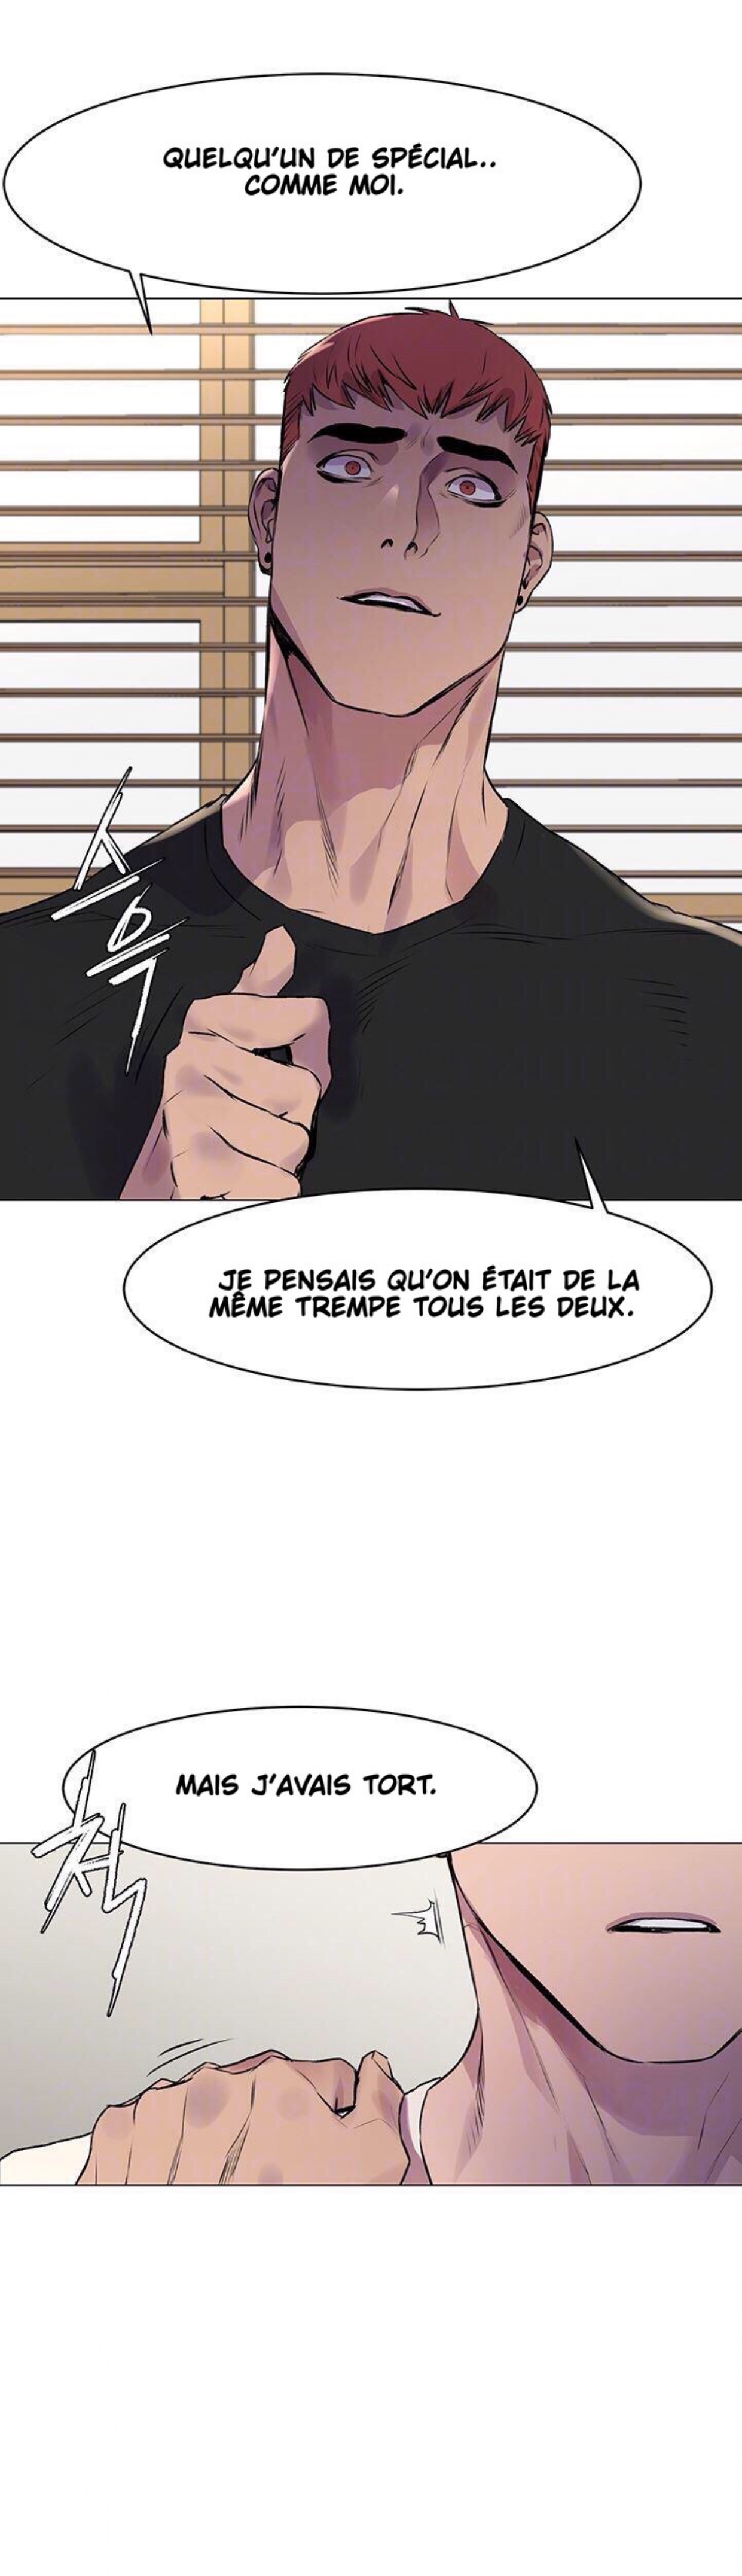 QUELQU'UN DE SPÉCIAL..
COMME MOI.
스
윽
JE PENSAIS QU'ON ÉTAIT DE LA
MÊME TREMPE TOUS LES DEUX.
MAIS J'AVAIS TORT.
척